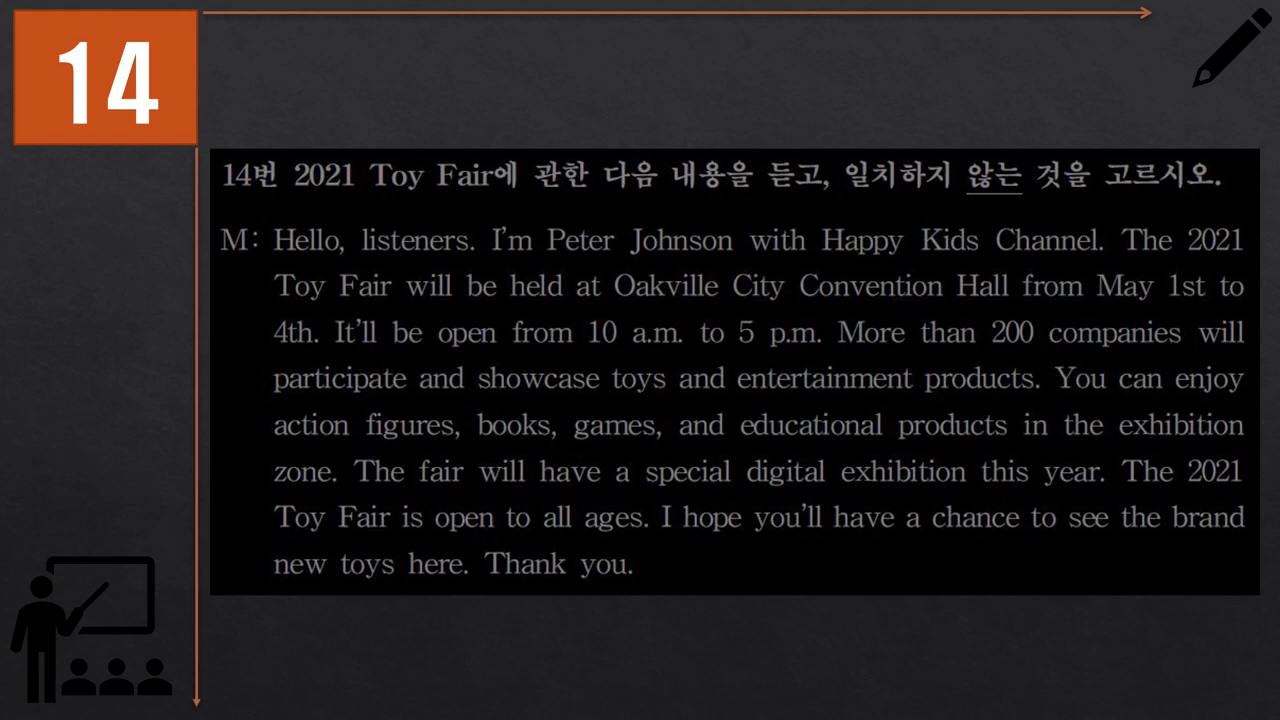 14
14번 2021 Toy Fair에 관한 다음 내용을 듣고, 일치하지 않는 것을 고르시오.
M: Hello, listeners. I'm Peter Johnson with Happy Kids Channel. The 2021
Toy Fair will be held at Oakville City Convention Hall from May 1st to
4th. It'll be open from 10 a.m. to 5 p.m. More than 200 companies will
participate and showcase toys and entertainment products. You can enjoy
action figures, books, games, and educational products in the exhibition
zone. The fair will have a special digital exhibition this year. The 2021
Toy Fair is open to all ages. I hope you'll have a chance to see the brand
new toys here. Thank you.